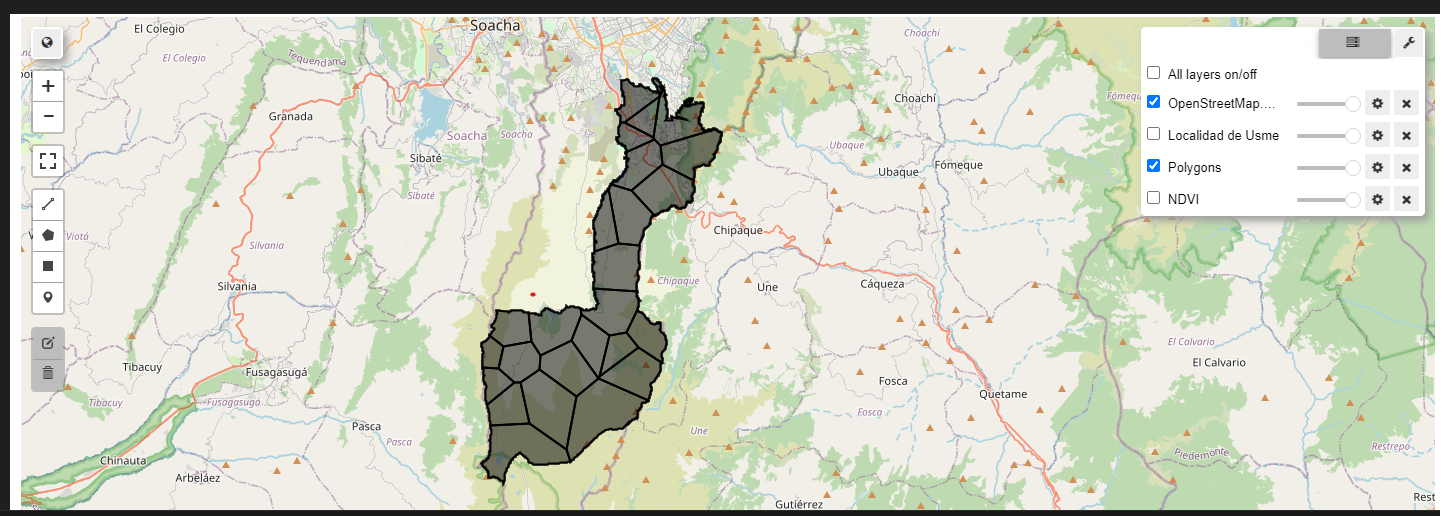 El Colegio
Soacha
Choachí
El Colegio
Tequendama
All layers on/off
OpenStreetMap....
Choachí
Granada
Soacha
Soacha
Localidad de Usme
Ubaque
Sibaté
Fómeque
Polygons
Ubaque
Sibaté
NDVI
Viotá
Chipaque
Silvania
Chipaque
Une
Cáqueza
Silvania
El Calvario
El Calvario
Tibacuy
Fusagasugá
Fosca
Quetame
Tibacuy
Fusagasugá
Fosca
Pasca
Une
Pasca
Restrepo
Piedemonte
Chinauta
Arbeláez
Gutiérrez